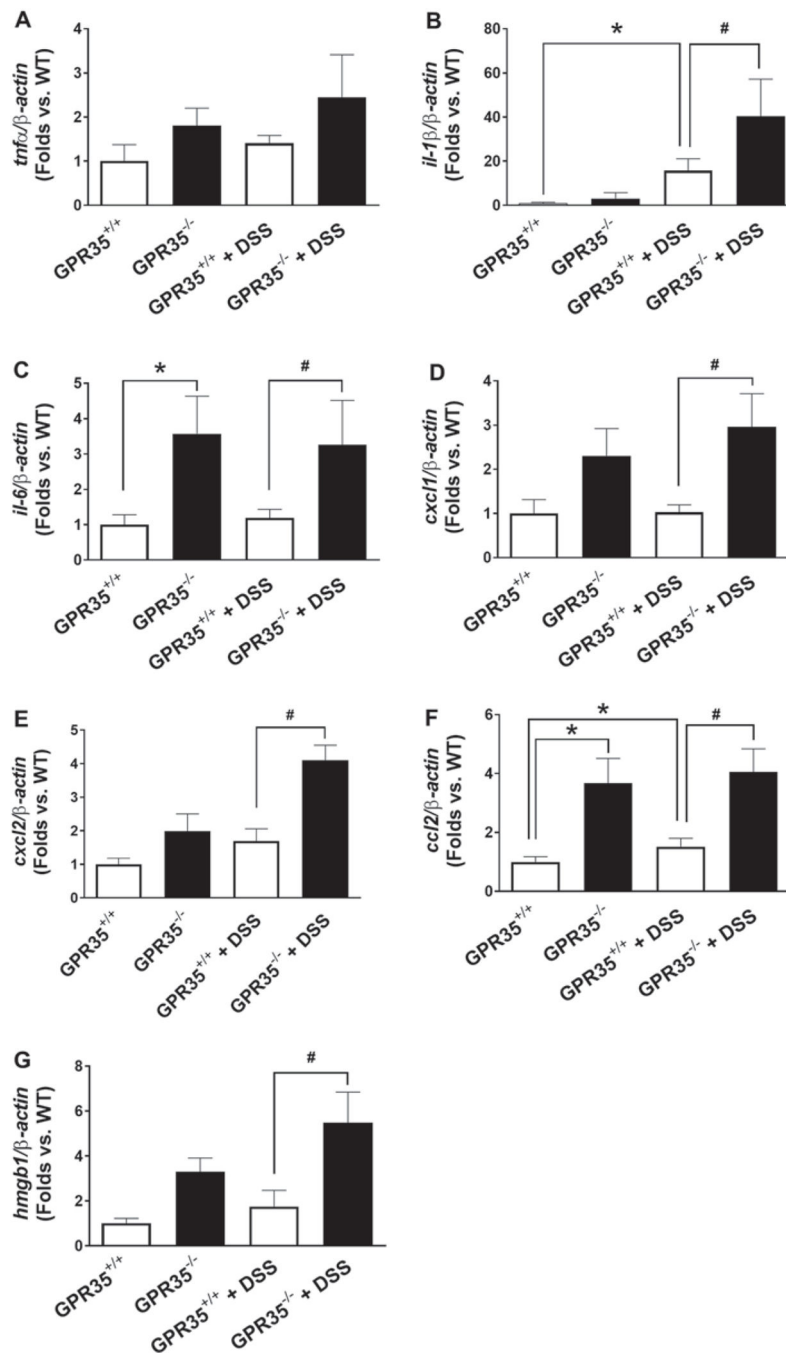 A
tnfα/β-actin
(Folds vs. WT)
4
3
2
1
0
GPR35+/+
GPR35-/-
GPR35+/+ + DSS
GPR35-/- + DSS
B
il-1β/β-actin
(Folds vs. WT)
80
60
40
20
0
*
#
GPR35+/+
GPR35-/-
GPR35+/+ + DSS
GPR35-/- + DSS
C
il-6/β-actin
(Folds vs. WT)
5
4
3
2
1
0
*
#
GPR35+/+
GPR35-/-
GPR35+/+ + DSS
GPR35-/- + DSS
D
cxcl1/β-actin
(Folds vs. WT)
4
3
2
1
0
#
GPR35+/+
GPR35-/-
GPR35+/+ + DSS
GPR35-/- + DSS
E
cxcl2/β-actin
(Folds vs. WT)
5
4
3
2
1
0
#
GPR35+/+
GPR35-/-
GPR35+/+ + DSS
GPR35-/- + DSS
F
ccl2/β-actin
(Folds vs. WT)
6
4
2
0
*
*
#
GPR35+/+
GPR35-/-
GPR35+/+ + DSS
GPR35-/- + DSS
G
hmgb1/β-actin
(Folds vs. WT)
8
6
4
2
0
#
GPR35+/+
GPR35-/-
GPR35+/+ + DSS
GPR35-/- + DSS